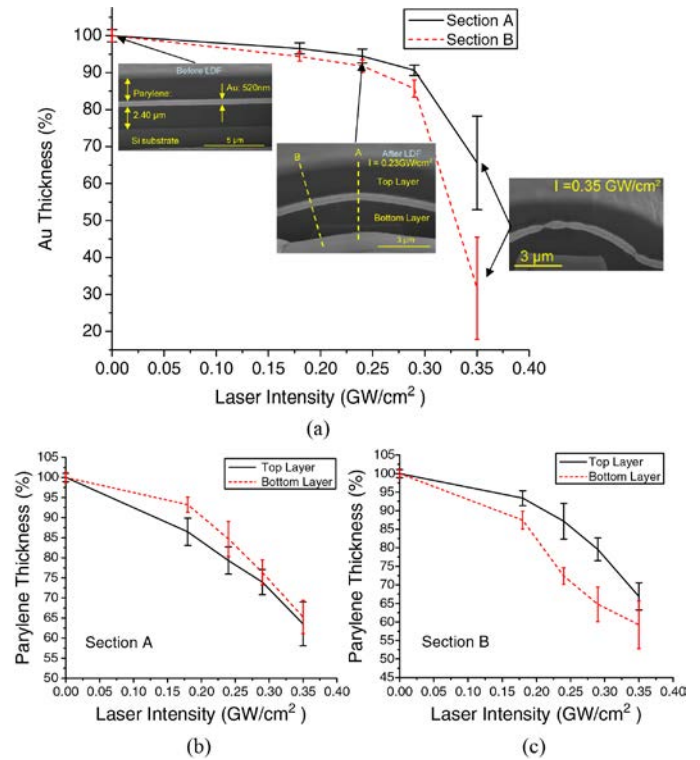 Section A
Section B
100
90
80
70
60
50
40
30
20
Au Thickness (%)
Before LDF
Parylene:
Au: 520nm
2.40 μm
Si substrate
5 μm
B
A
After LDF
I = 0.23GW/cm²
Top Layer
Bottom Layer
3 μm
I =0.35 GW/cm²
3 μm
0.00 0.05 0.10 0.15 0.20 0.25 0.30 0.35 0.40
Laser Intensity (GW/cm²)
(a)
Top Layer
Bottom Layer
105
100
95
90
85
80
75
70
65
60
55
50
Parylene Thickness (%)
Section A
0.00 0.05 0.10 0.15 0.20 0.25 0.30 0.35 0.40
Laser Intensity (GW/cm²)
(b)
Top Layer
Bottom Layer
105
100
95
90
85
80
75
70
65
60
55
50
45
Parylene Thickness (%)
Section B
0.00 0.05 0.10 0.15 0.20 0.25 0.30 0.35 0.40
Laser Intensity (GW/cm²)
(c)